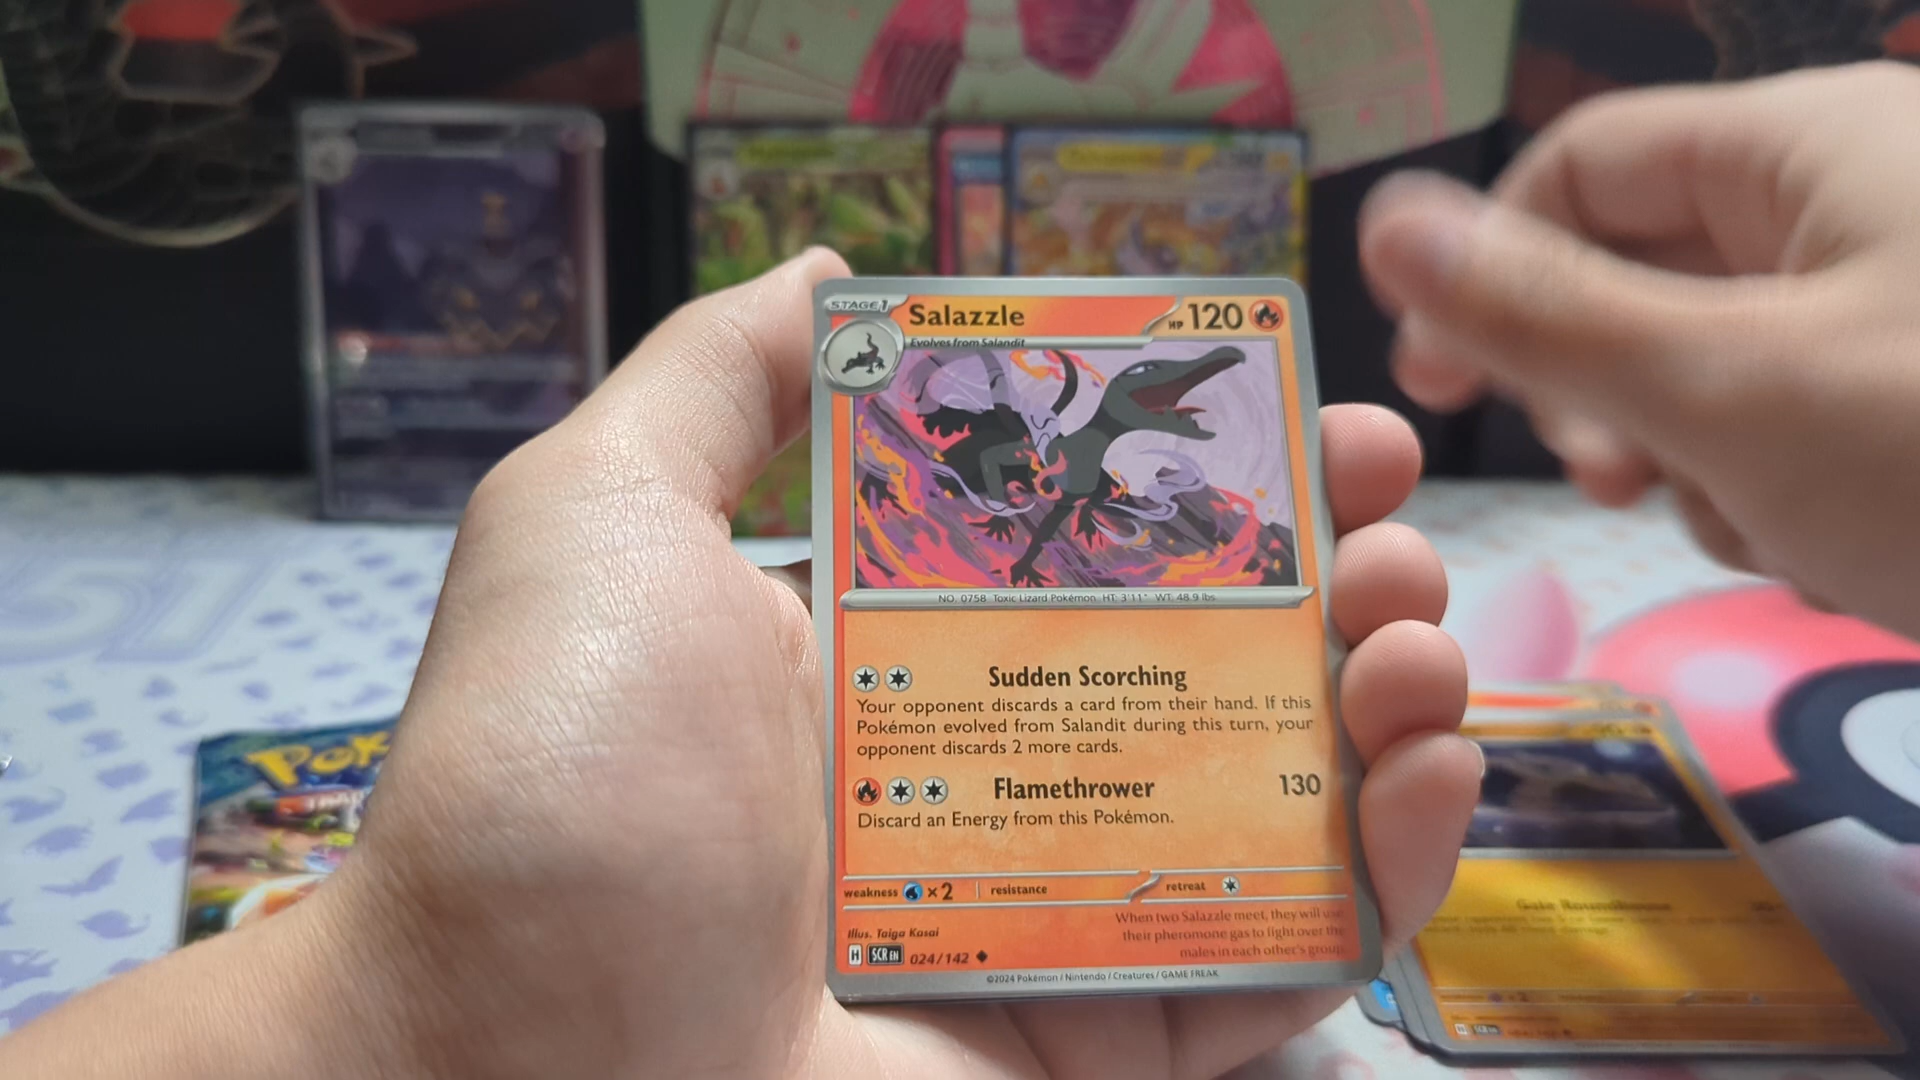 STAGE1 Salazzle HP 120
Evolves from Salandit
NO. 0758 Toxic Lizard Pokémon HT: 3'11" WT: 48.9 lbs
Sudden Scorching
Your opponent discards a card from their hand. If this
Pokémon evolved from Salandit during this turn, your
opponent discards 2 more cards.
Flamethrower 130
Discard an Energy from this Pokémon.
weakness ×2 resistance retreat
When two Salazzle meet, they will use
their pheromone gas to fight over the
males in each other's group.
Illus. Taiga Kasai
H SCR EN 024/142
©2024 Pokémon / Nintendo / Creatures / GAME FREAK
Pok
151